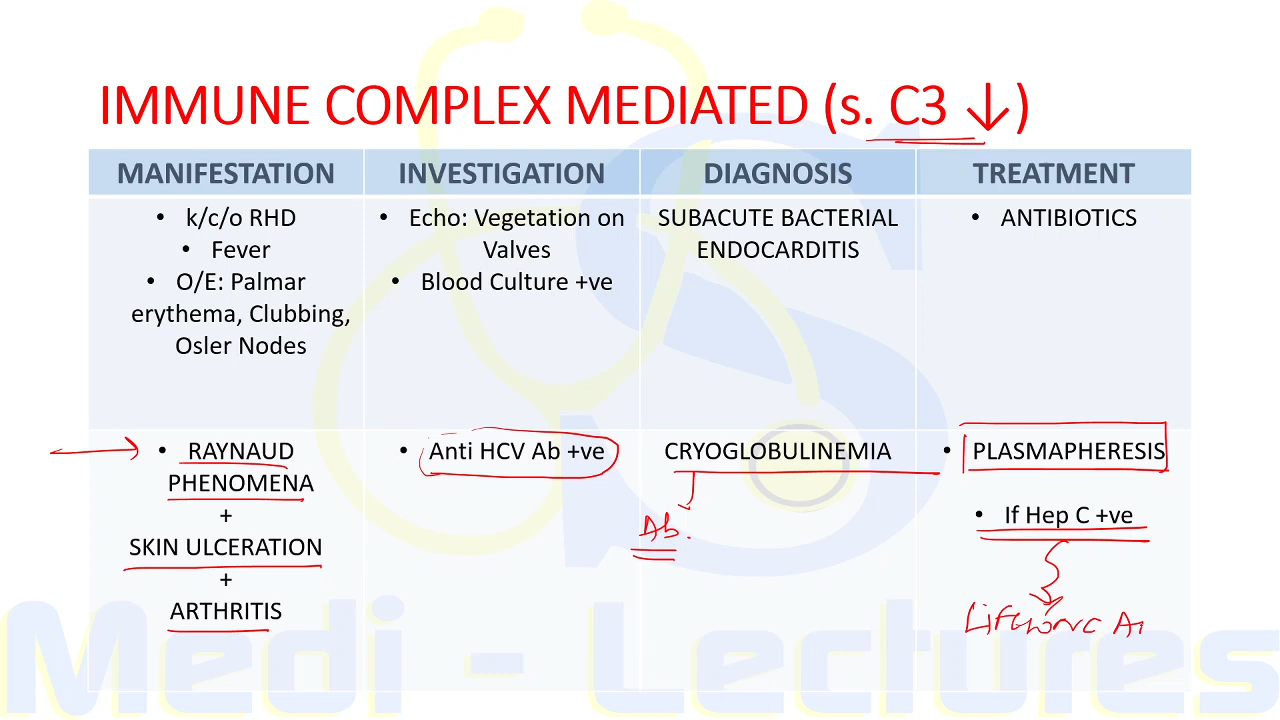 IMMUNE COMPLEX MEDIATED (s. C3 ↓)
MANIFESTATION
INVESTIGATION
DIAGNOSIS
TREATMENT
• k/c/o RHD
• Fever
• O/E: Palmar
erythema, Clubbing,
Osler Nodes
• Echo: Vegetation on
Valves
• Blood Culture +ve
SUBACUTE BACTERIAL
ENDOCARDITIS
• ANTIBIOTICS
• RAYNAUD
PHENOMENA
+
SKIN ULCERATION
+
ARTHRITIS
• Anti HCV Ab +ve
CRYOGLOBULINEMIA
Ab.
• PLASMAPHERESIS
• If Hep C +ve
Medi - Lectures